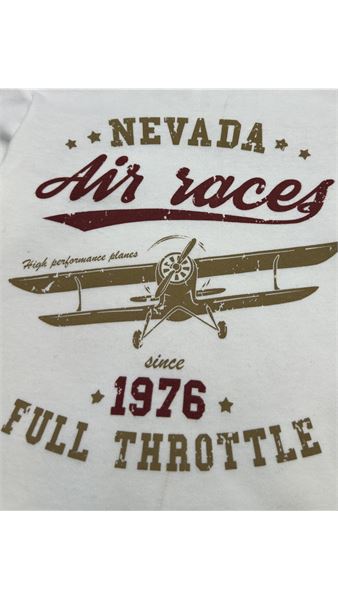 NEVADA
Air races
High performance planes
since
1976
FULL THROTTLE